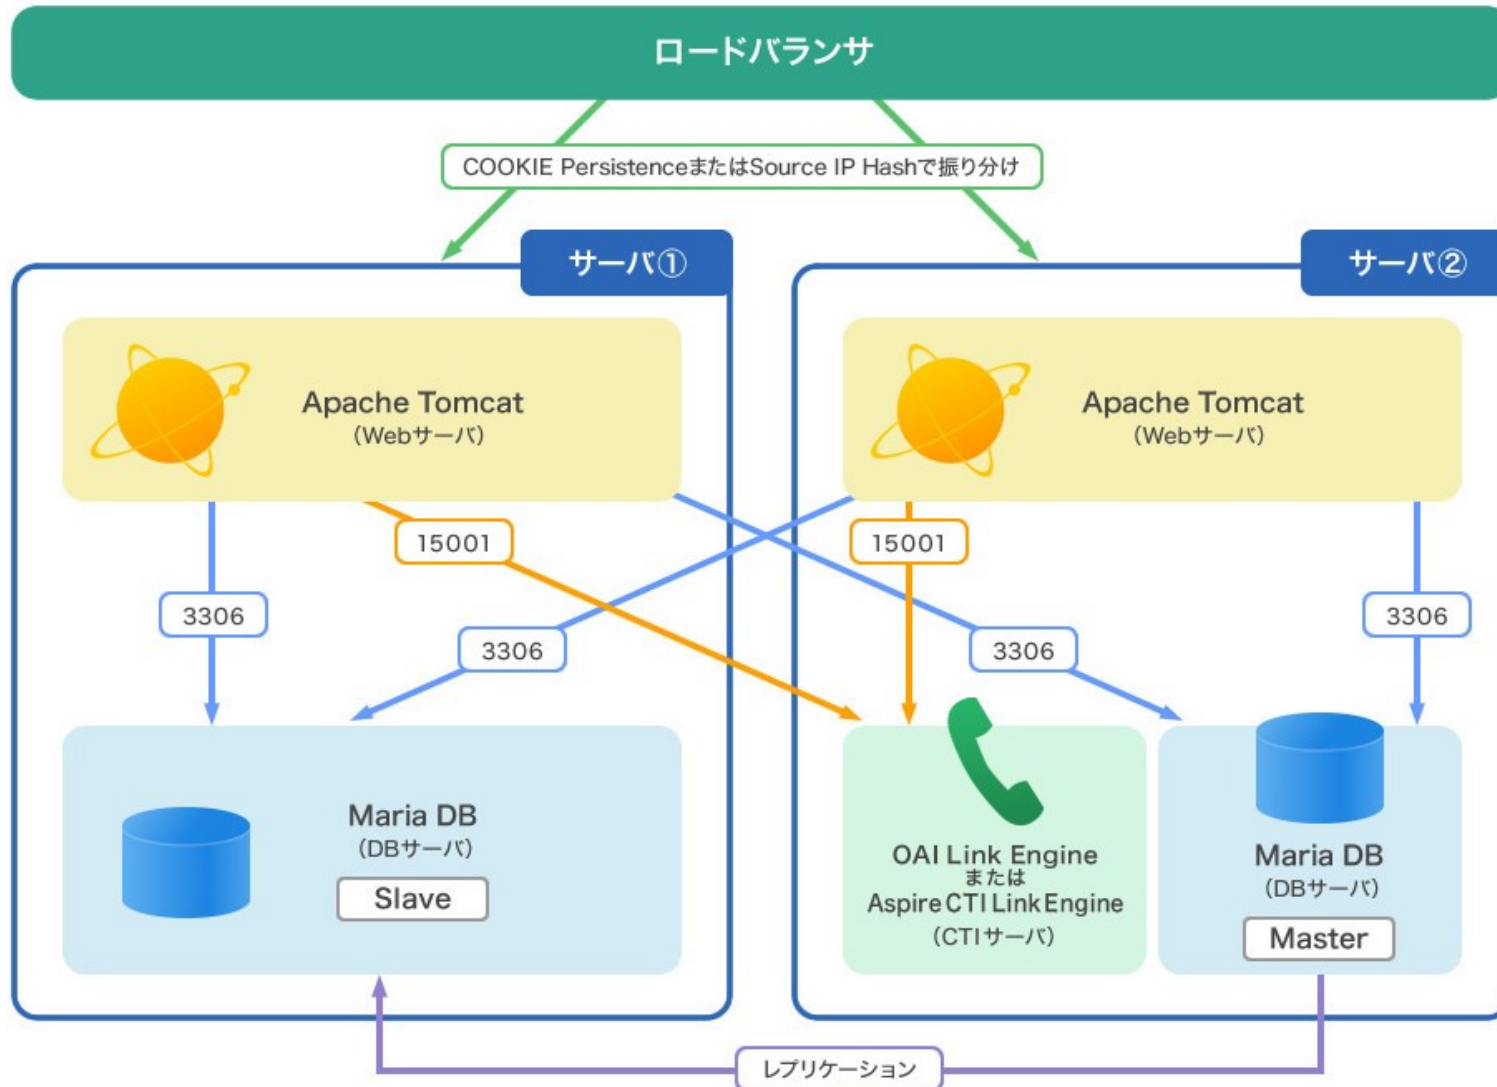 ロードバランサ
COOKIE PersistenceまたはSource IP Hashで振り分け
サーバ①
サーバ②
Apache Tomcat
（Webサーバ）
Apache Tomcat
（Webサーバ）
15001
15001
3306
3306
3306
3306
Maria DB
（DBサーバ）
Slave
OAI Link Engine
または
Aspire CTI Link Engine
（CTIサーバ）
Maria DB
（DBサーバ）
Master
レプリケーション